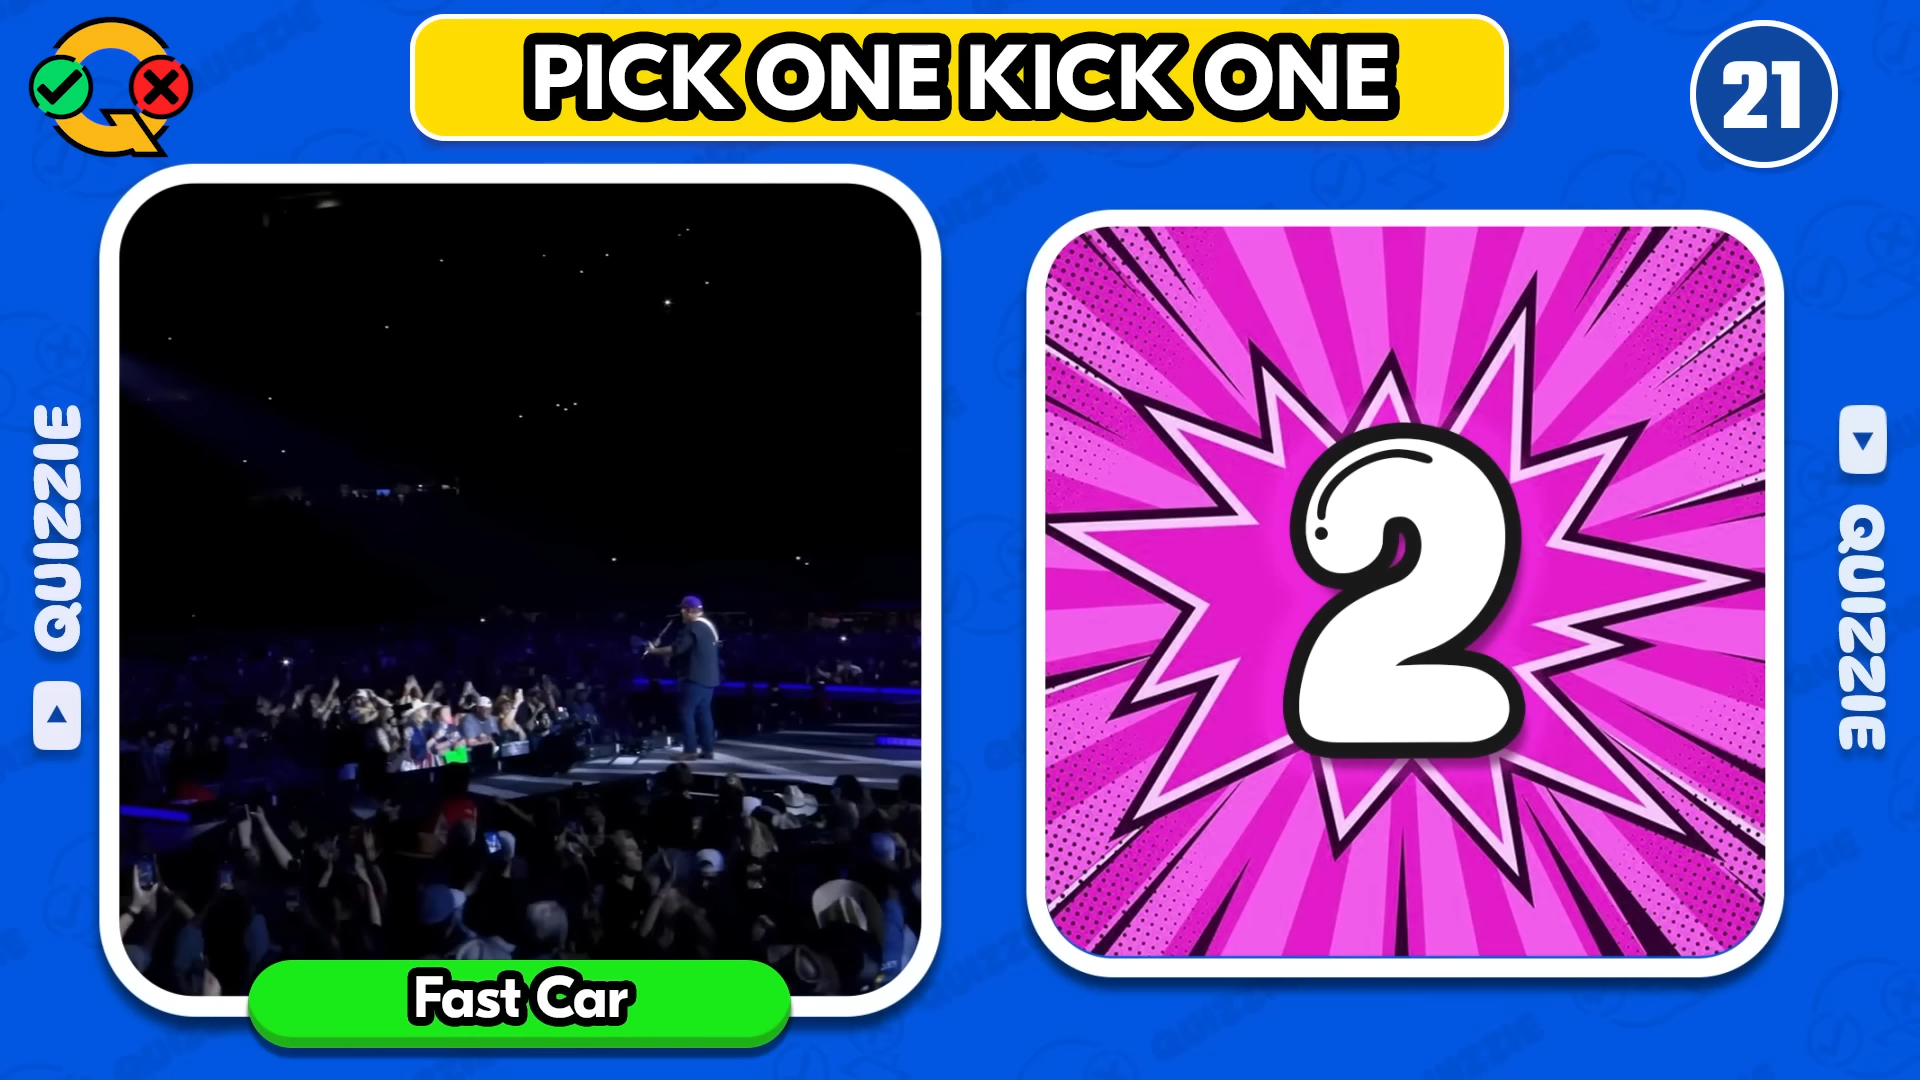 PICK ONE KICK ONE
21
QUIZZIE
2
QUIZZIE
Fast Car